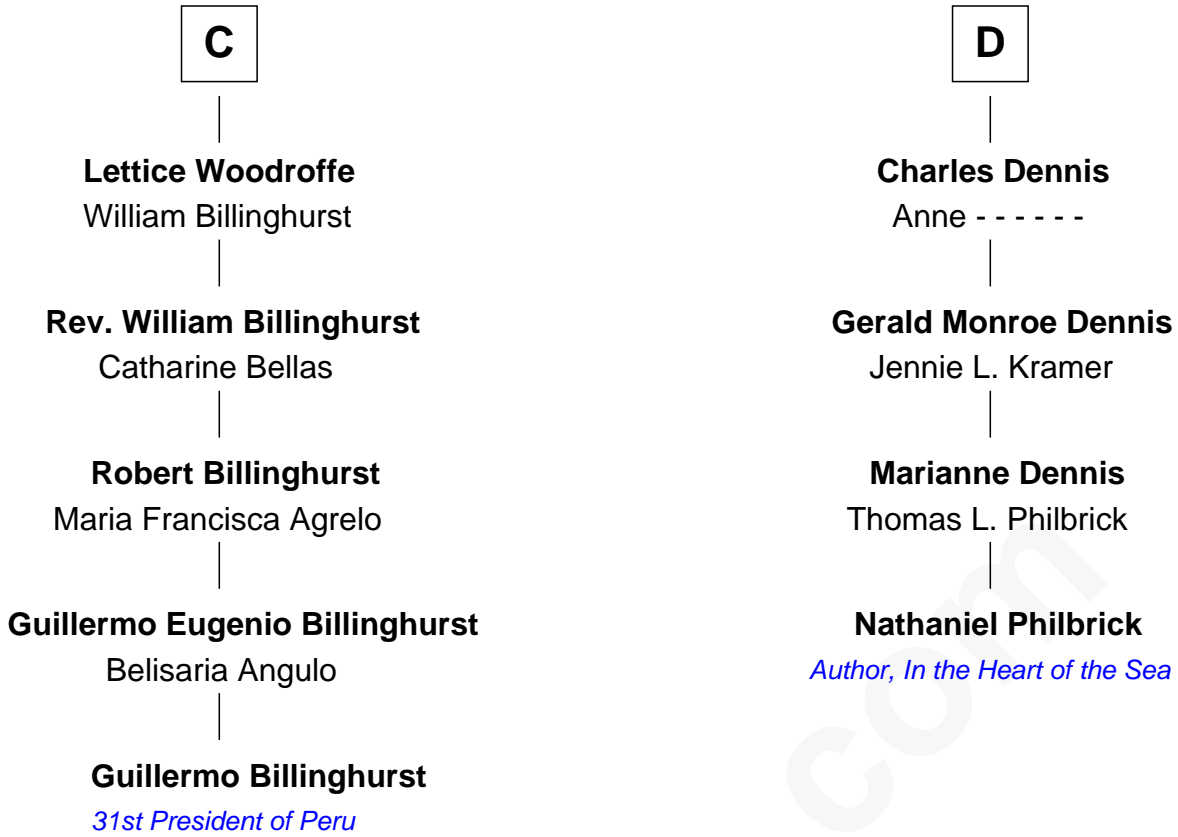 C
Lettice Woodroffe
William Billinghurst
Rev. William Billinghurst
Catharine Bellas
Robert Billinghurst
Maria Francisca Agrelo
Guillermo Eugenio Billinghurst
Belisaria Angulo
Guillermo Billinghurst
31st President of Peru
D
Charles Dennis
Anne - - - - - -
Gerald Monroe Dennis
Jennie L. Kramer
Marianne Dennis
Thomas L. Philbrick
Nathaniel Philbrick
Author, In the Heart of the Sea
com